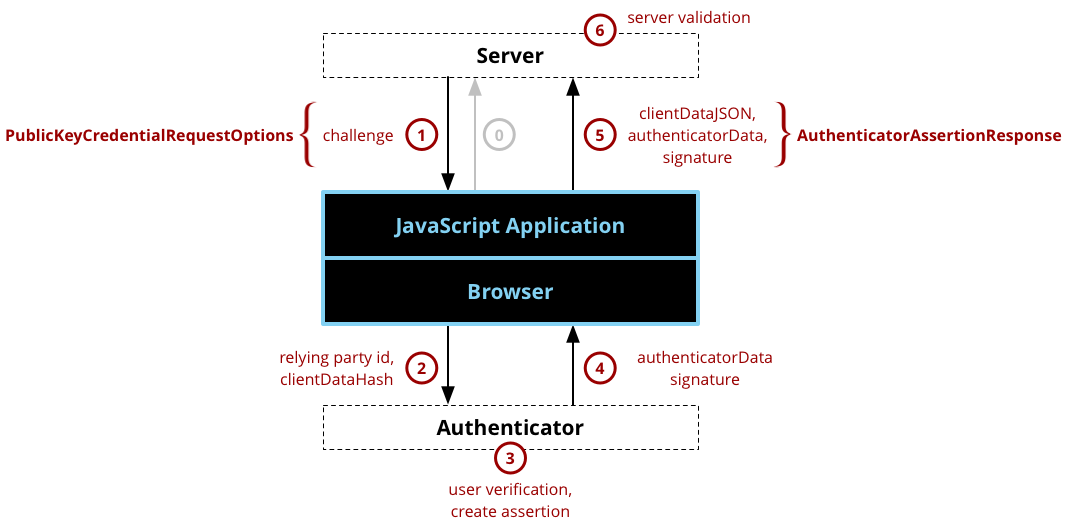 6
server validation
Server
PublicKeyCredentialRequestOptions
challenge
1
0
5
clientDataJSON,
authenticatorData,
signature
AuthenticatorAssertionResponse
JavaScript Application
Browser
relying party id,
clientDataHash
2
4
authenticatorData
signature
Authenticator
3
user verification,
create assertion